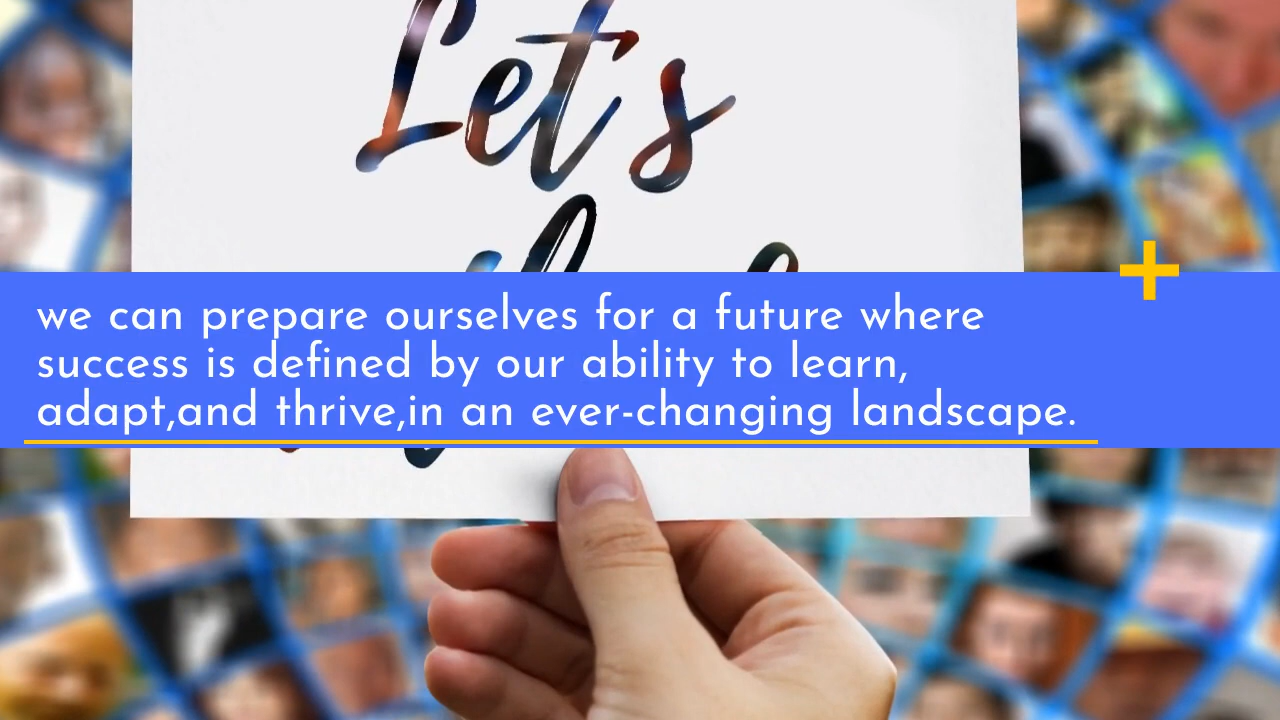 Let's
we can prepare ourselves for a future where
success is defined by our ability to learn,
adapt,and thrive,in an ever-changing landscape.